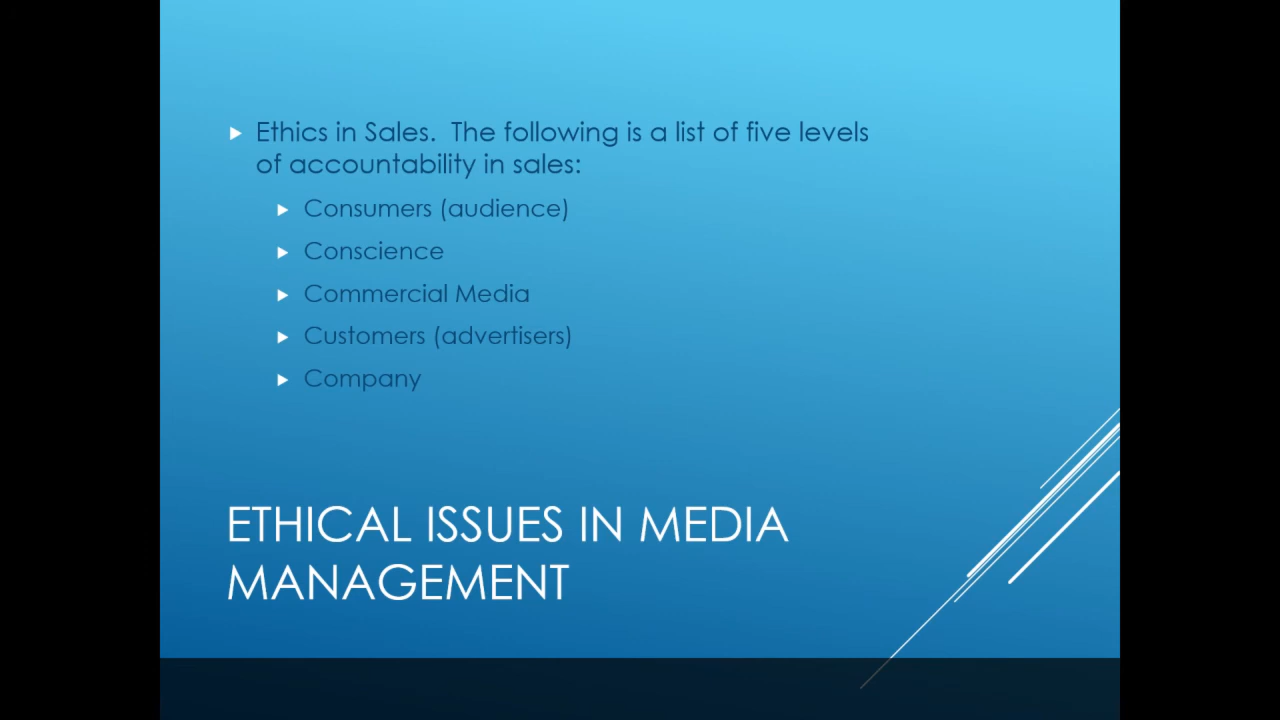 Ethics in Sales.  The following is a list of five levels
of accountability in sales:
Consumers (audience)
Conscience
Commercial Media
Customers (advertisers)
Company
ETHICAL ISSUES IN MEDIA
MANAGEMENT